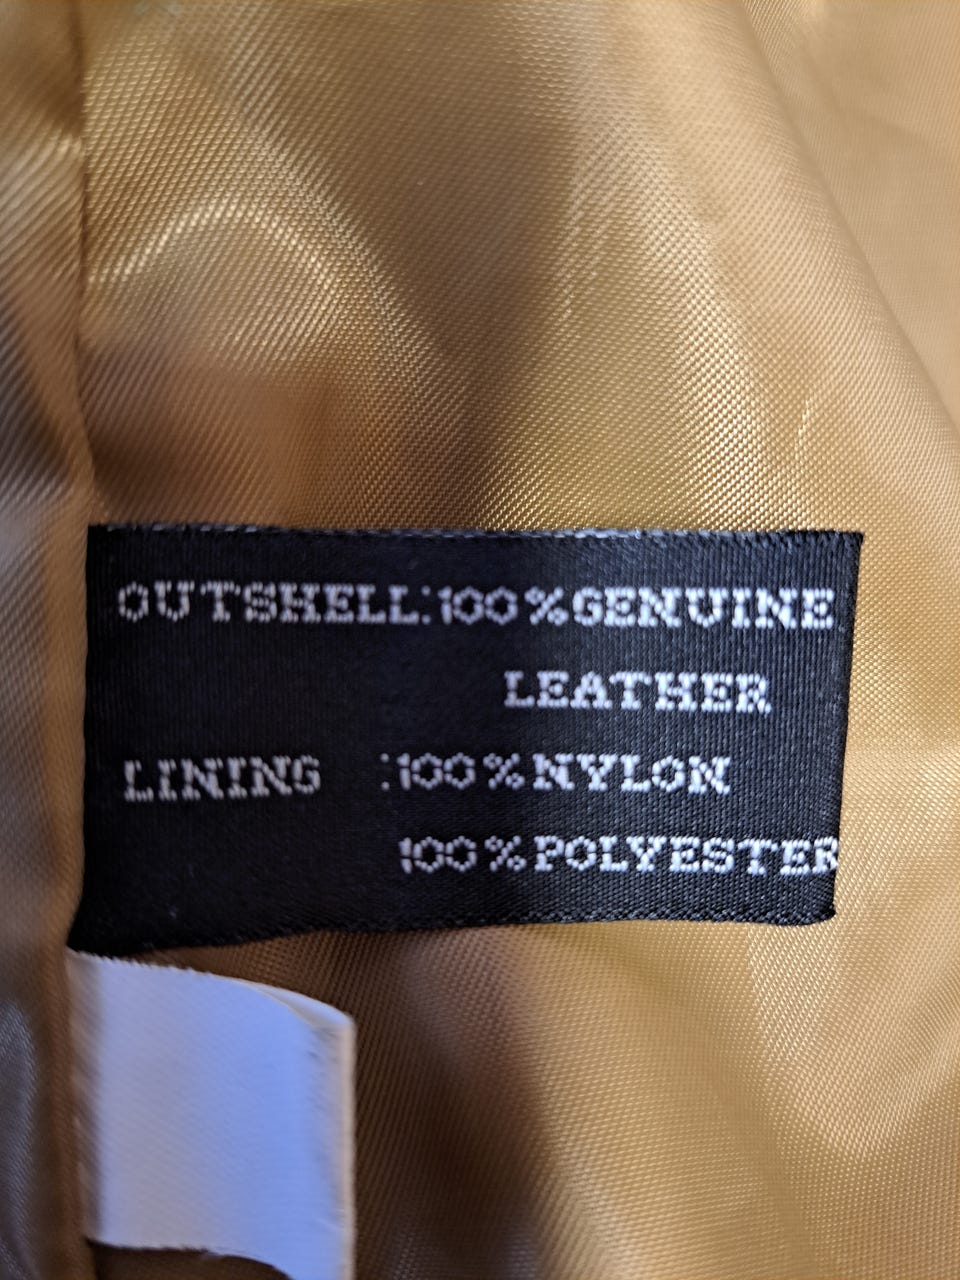 OUTSHELL:100%GENUINE
LEATHER
LINING :100%NYLON
100%POLYESTER